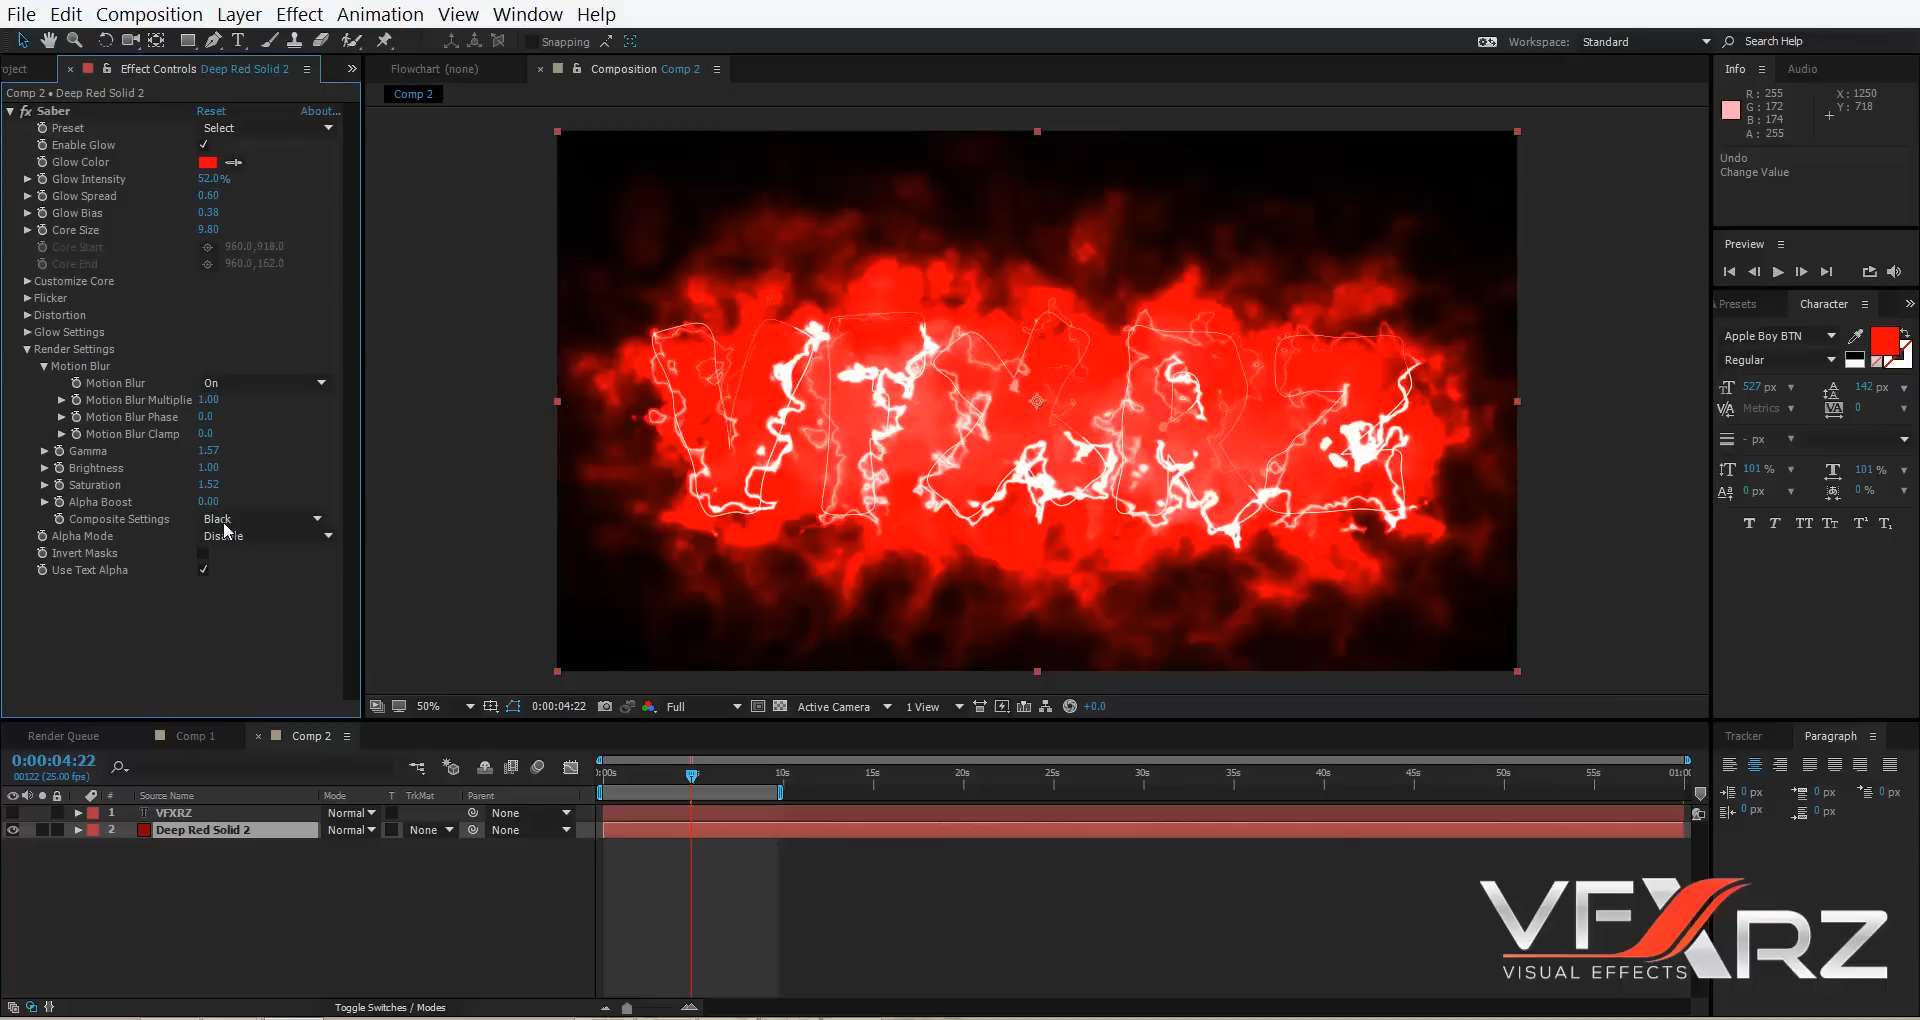 File Edit Composition Layer Effect Animation View Window Help
Snapping
Workspace: Standard
Search Help
oject
Effect Controls Deep Red Solid 2
Comp 2 • Deep Red Solid 2
fx Saber Reset About...
Preset Select
Enable Glow
Glow Color
Glow Intensity 52.0%
Glow Spread 0.60
Glow Bias 0.38
Core Size 9.80
Core Start 960.0,918.0
Core End 960.0,162.0
Customize Core
Flicker
Distortion
Glow Settings
Render Settings
Motion Blur
Motion Blur On
Motion Blur Multiplie 1.00
Motion Blur Phase 0.0
Motion Blur Clamp 0.0
Gamma 1.57
Brightness 1.00
Saturation 1.52
Alpha Boost 0.00
Composite Settings Black
Alpha Mode
Invert Masks
Use Text Alpha
Flowchart (none)
Composition Comp 2
Comp 2
50% 0:00:04:22 Full Active Camera 1 View +0.0
Info Audio
R: 255 X: 1250
G: 172 Y: 718
B: 174
A: 255
Undo
Change Value
Preview
& Presets Character
Apple Boy BTN
Regular
527 px 142 px
Metrics 0
- px
101 % 101 %
0 px 0 %
T T TT Tt T¹ T₁
Render Queue Comp 1 Comp 2
0:00:04:22
00122 (25.00 fps)
# Source Name Mode T TrkMat Parent
1 T VFXRZ Normal None
2 Deep Red Solid 2 Normal None None
):00s 10s 15s 20s 25s 30s 35s 40s 45s 50s 55s 01:00
Toggle Switches / Modes
Tracker Paragraph
0 px 0 px 0 px
0 px 0 px
VFXRZ
VISUAL EFFECTS